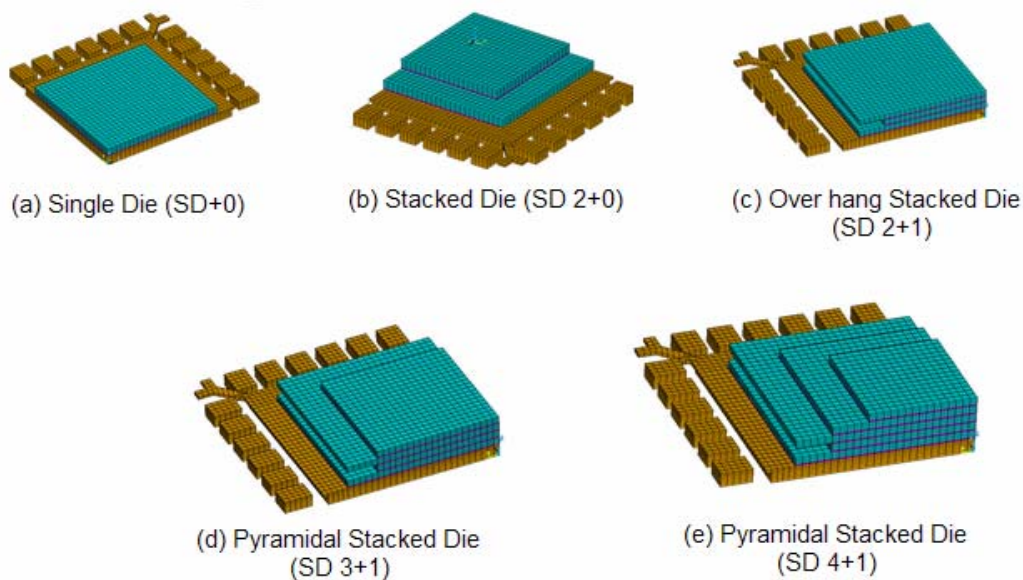 (a) Single Die (SD+0)
(b) Stacked Die (SD 2+0)
(c) Over hang Stacked Die
(SD 2+1)
(d) Pyramidal Stacked Die
(SD 3+1)
(e) Pyramidal Stacked Die
(SD 4+1)